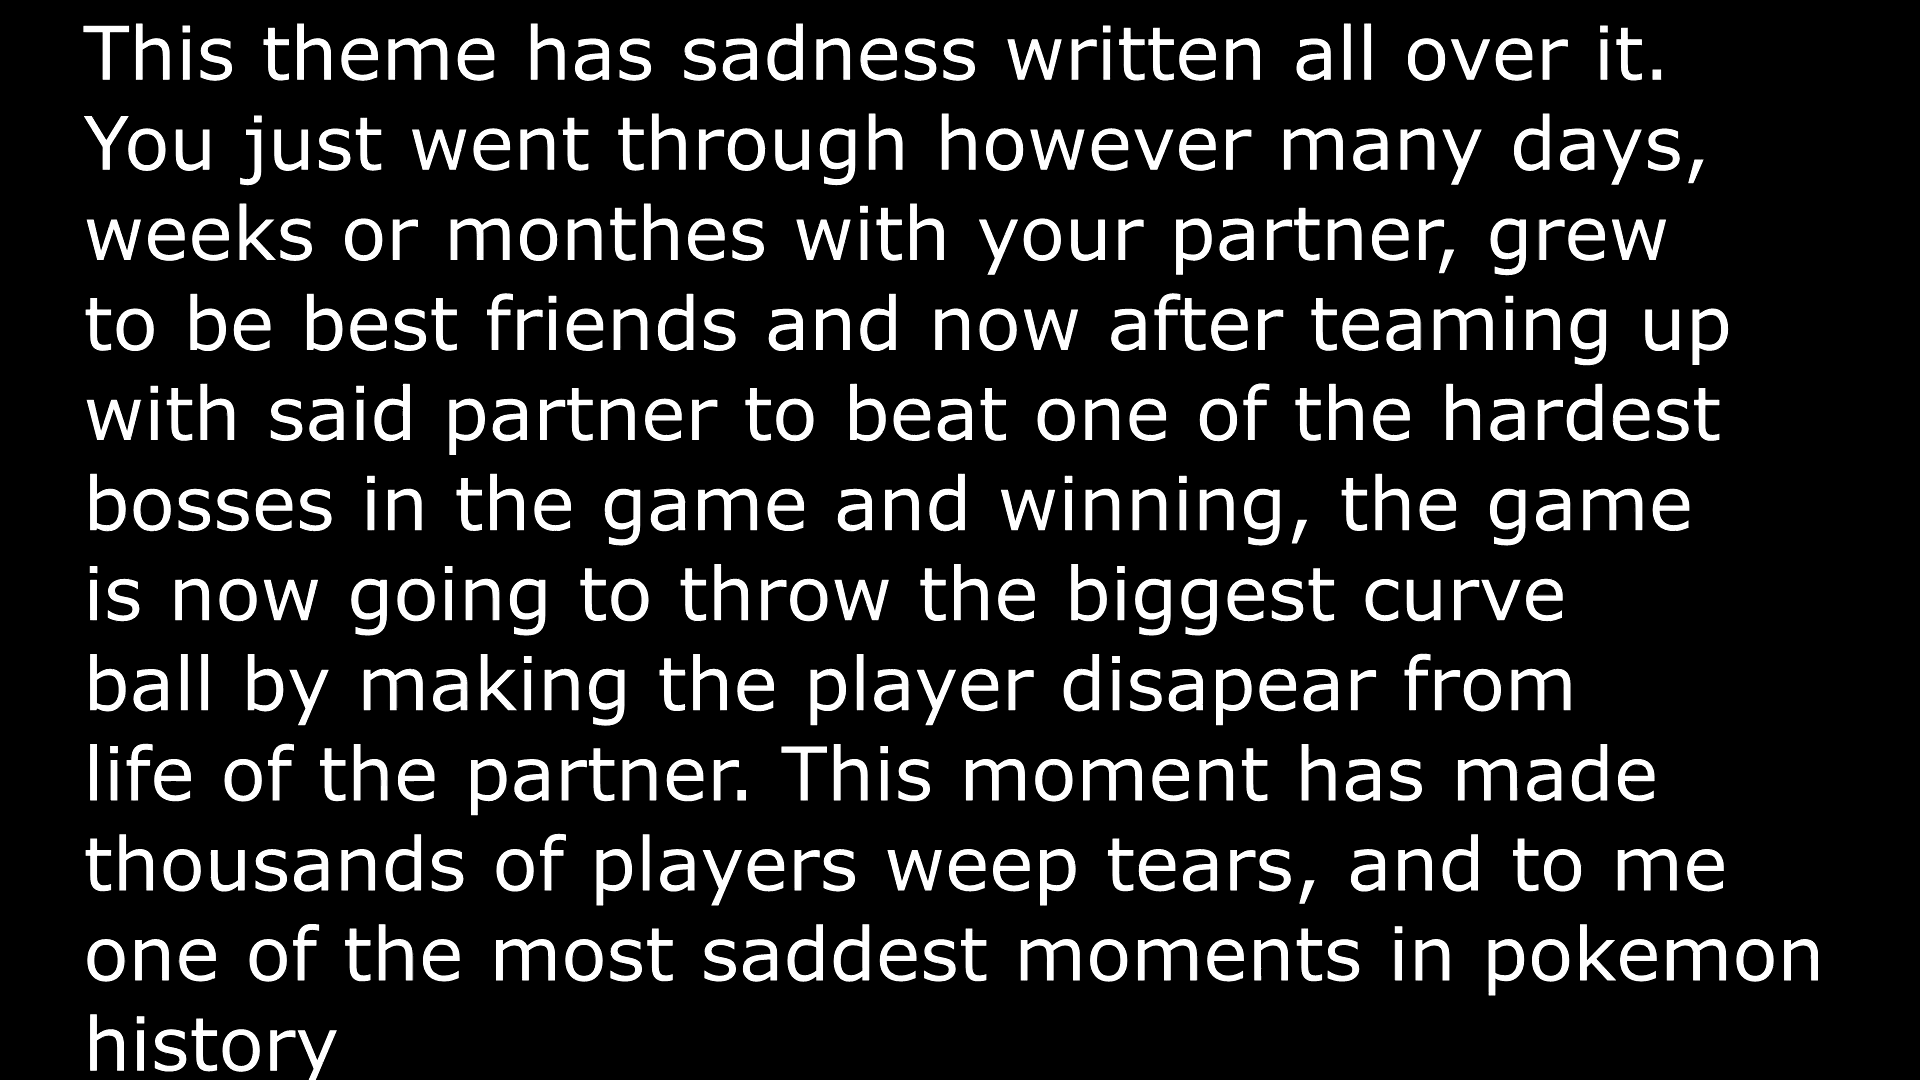 This theme has sadness written all over it.
You just went through however many days,
weeks or monthes with your partner, grew
to be best friends and now after teaming up
with said partner to beat one of the hardest
bosses in the game and winning, the game
is now going to throw the biggest curve
ball by making the player disapear from
life of the partner. This moment has made
thousands of players weep tears, and to me
one of the most saddest moments in pokemon
history